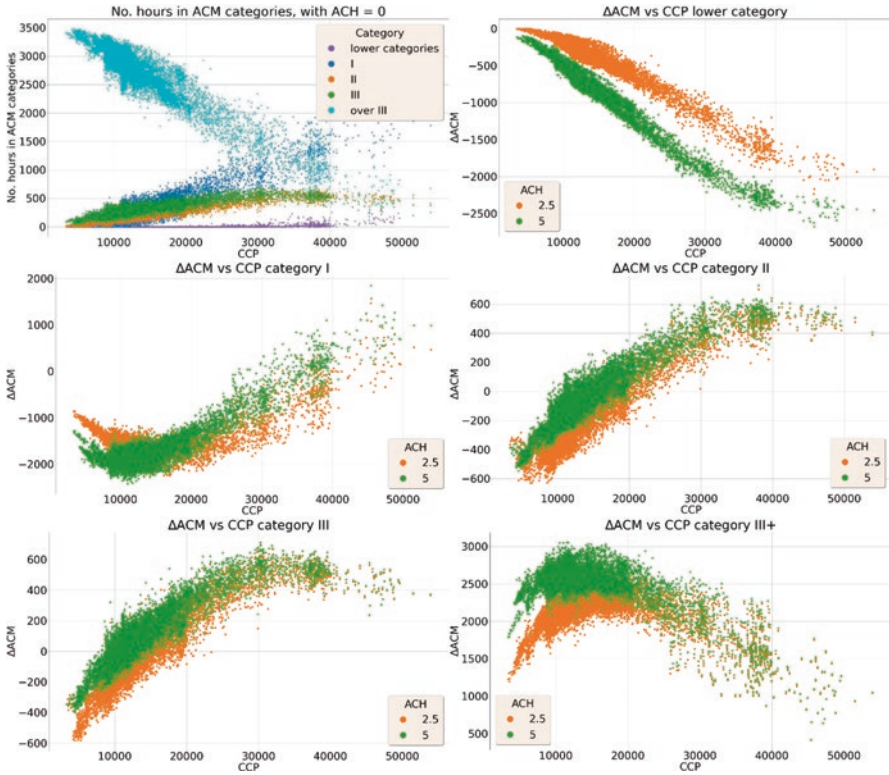 No. hours in ACM categories, with ACH = 0
No. hours in ACM categories
3500
3000
2500
2000
1500
1000
500
0
Category
lower categories
I
II
III
over III
10000 20000 30000 40000 50000
CCP
ΔACM vs CCP lower category
ΔACM
0
−500
−1000
−1500
−2000
−2500
ACH
2.5
5
10000 20000 30000 40000 50000
CCP
ΔACM vs CCP category I
ΔACM
2000
1000
0
−1000
−2000
ACH
2.5
5
10000 20000 30000 40000 50000
CCP
ΔACM vs CCP category II
ΔACM
600
400
200
0
−200
−400
−600
ACH
2.5
5
10000 20000 30000 40000 50000
CCP
ΔACM vs CCP category III
ΔACM
600
400
200
0
−200
−400
−600
ACH
2.5
5
10000 20000 30000 40000 50000
CCP
ΔACM vs CCP category III+
ΔACM
3000
2500
2000
1500
1000
500
ACH
2.5
5
10000 20000 30000 40000 50000
CCP